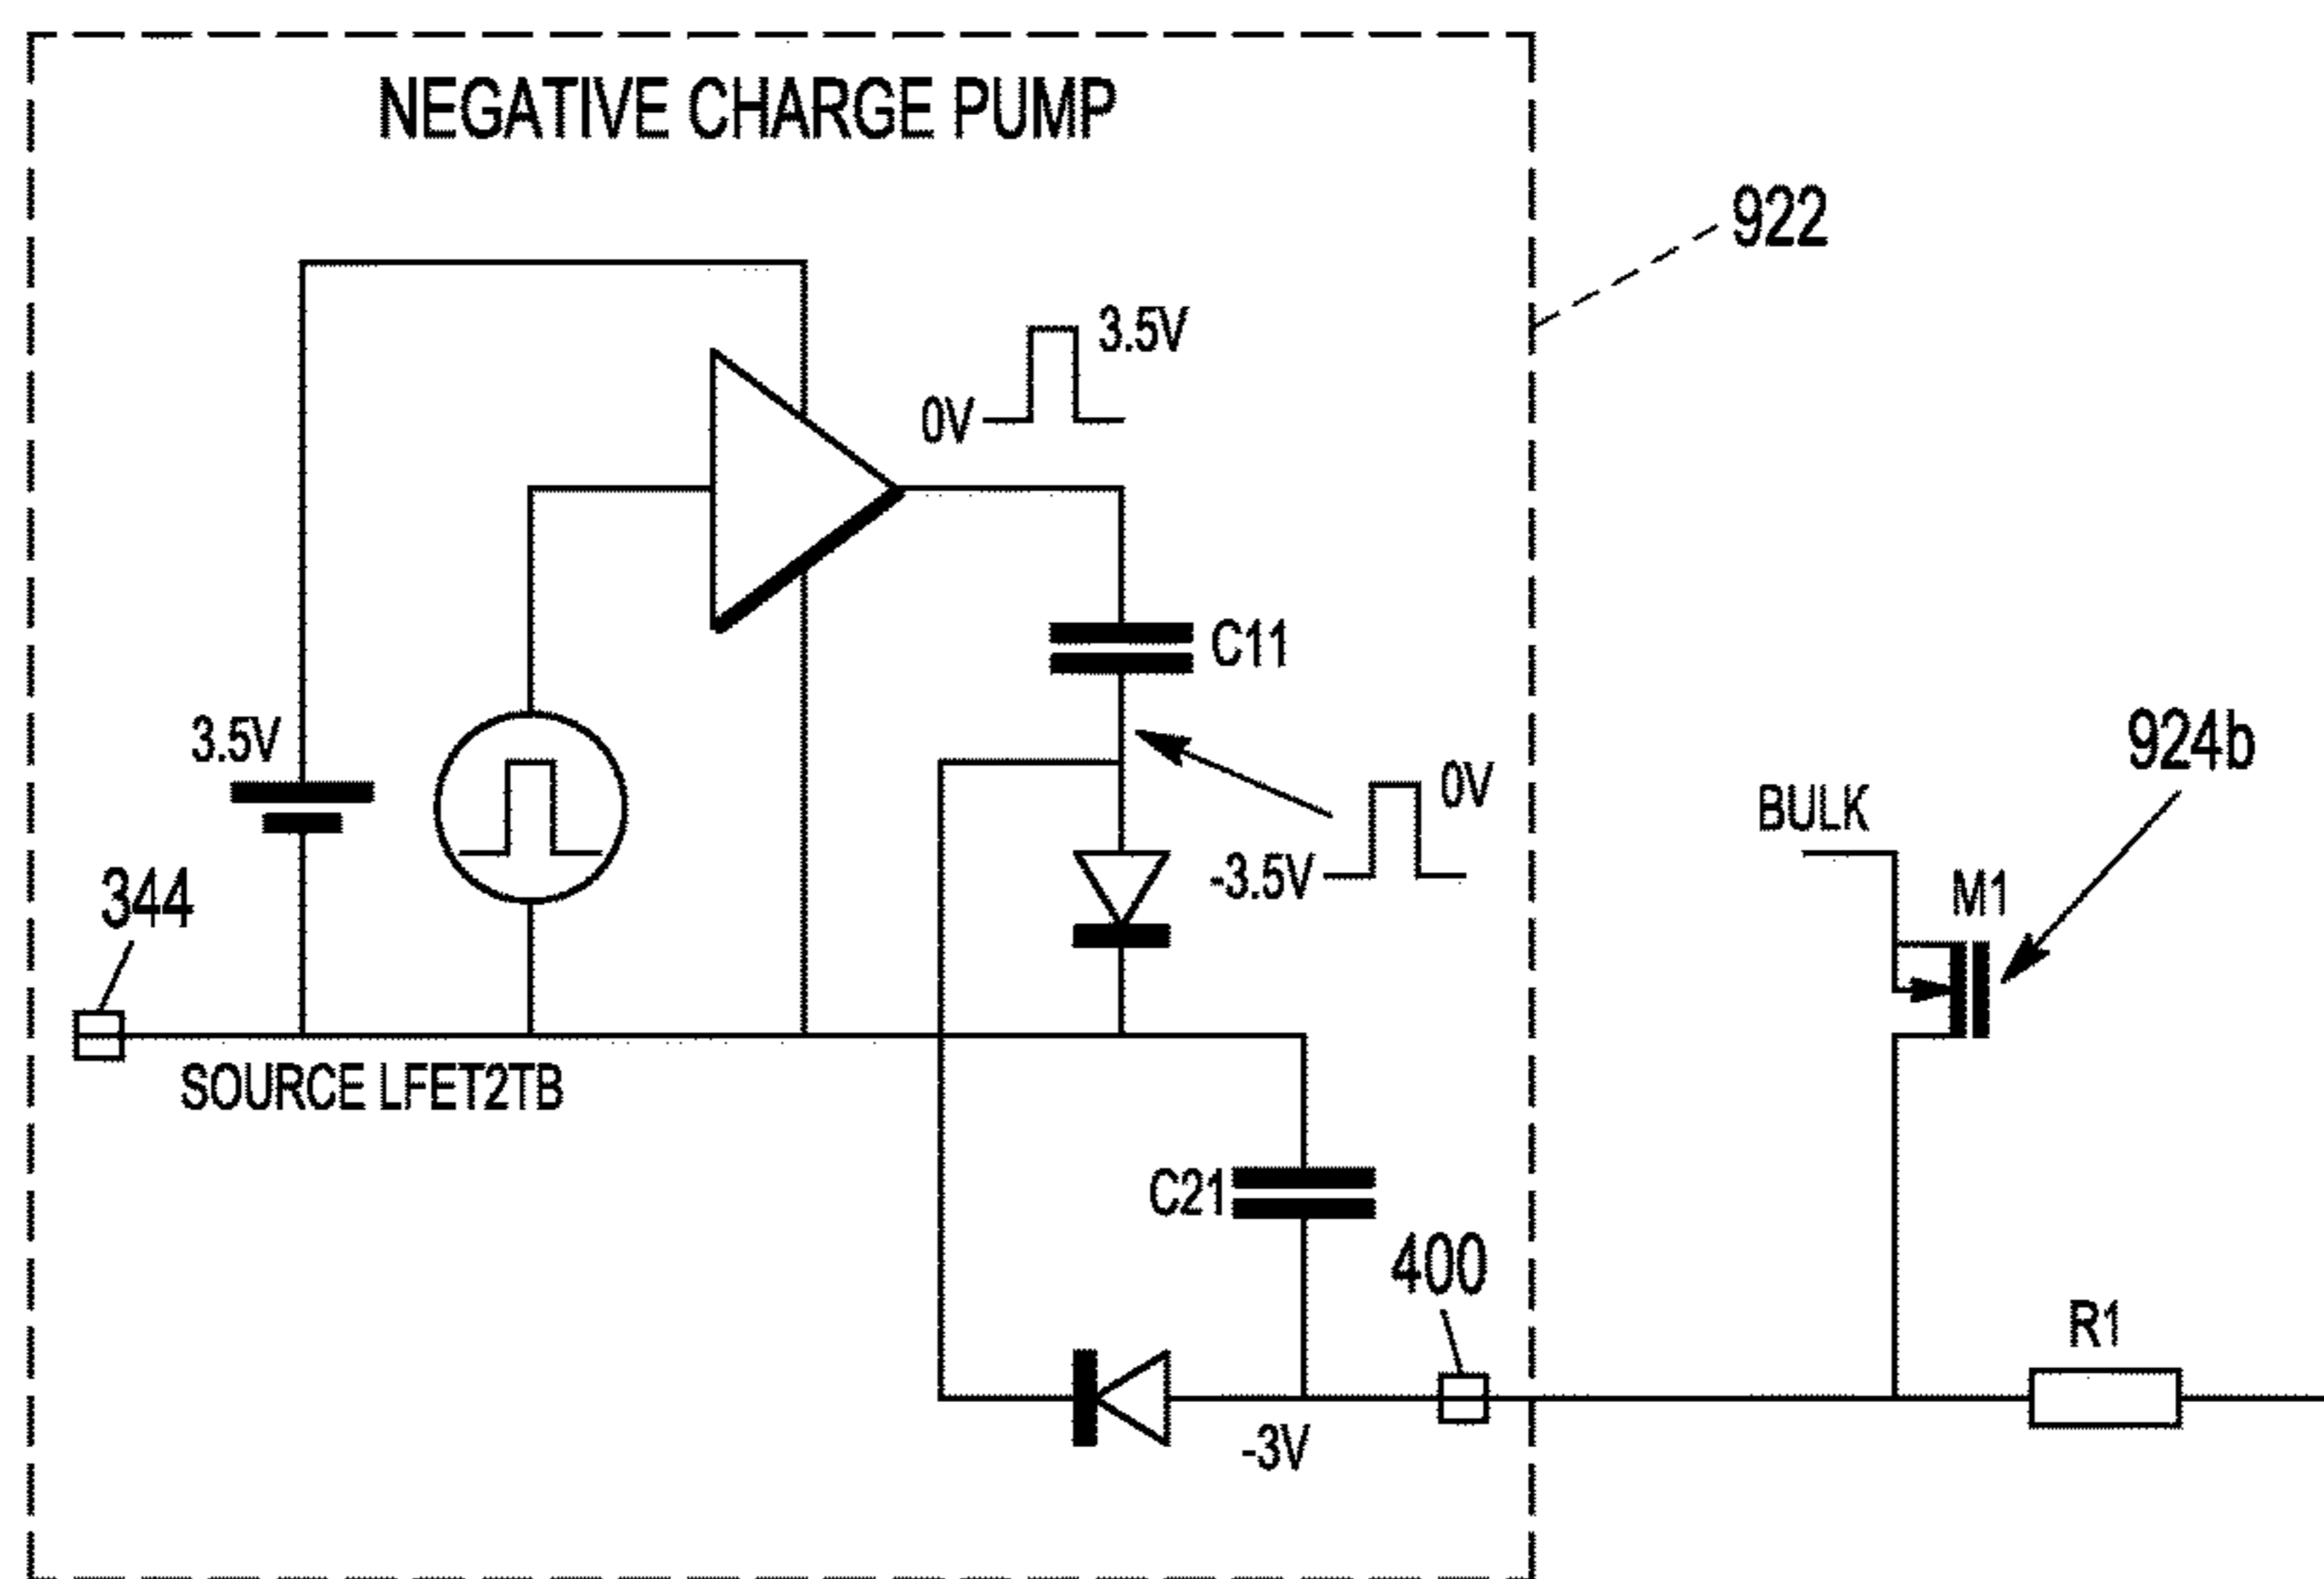 NEGATIVE CHARGE PUMP
922
3.5V
0V
C11
3.5V
924b
0V
BULK
-3.5V
M1
344
SOURCE LFET2TB
C21
400
R1
-3V